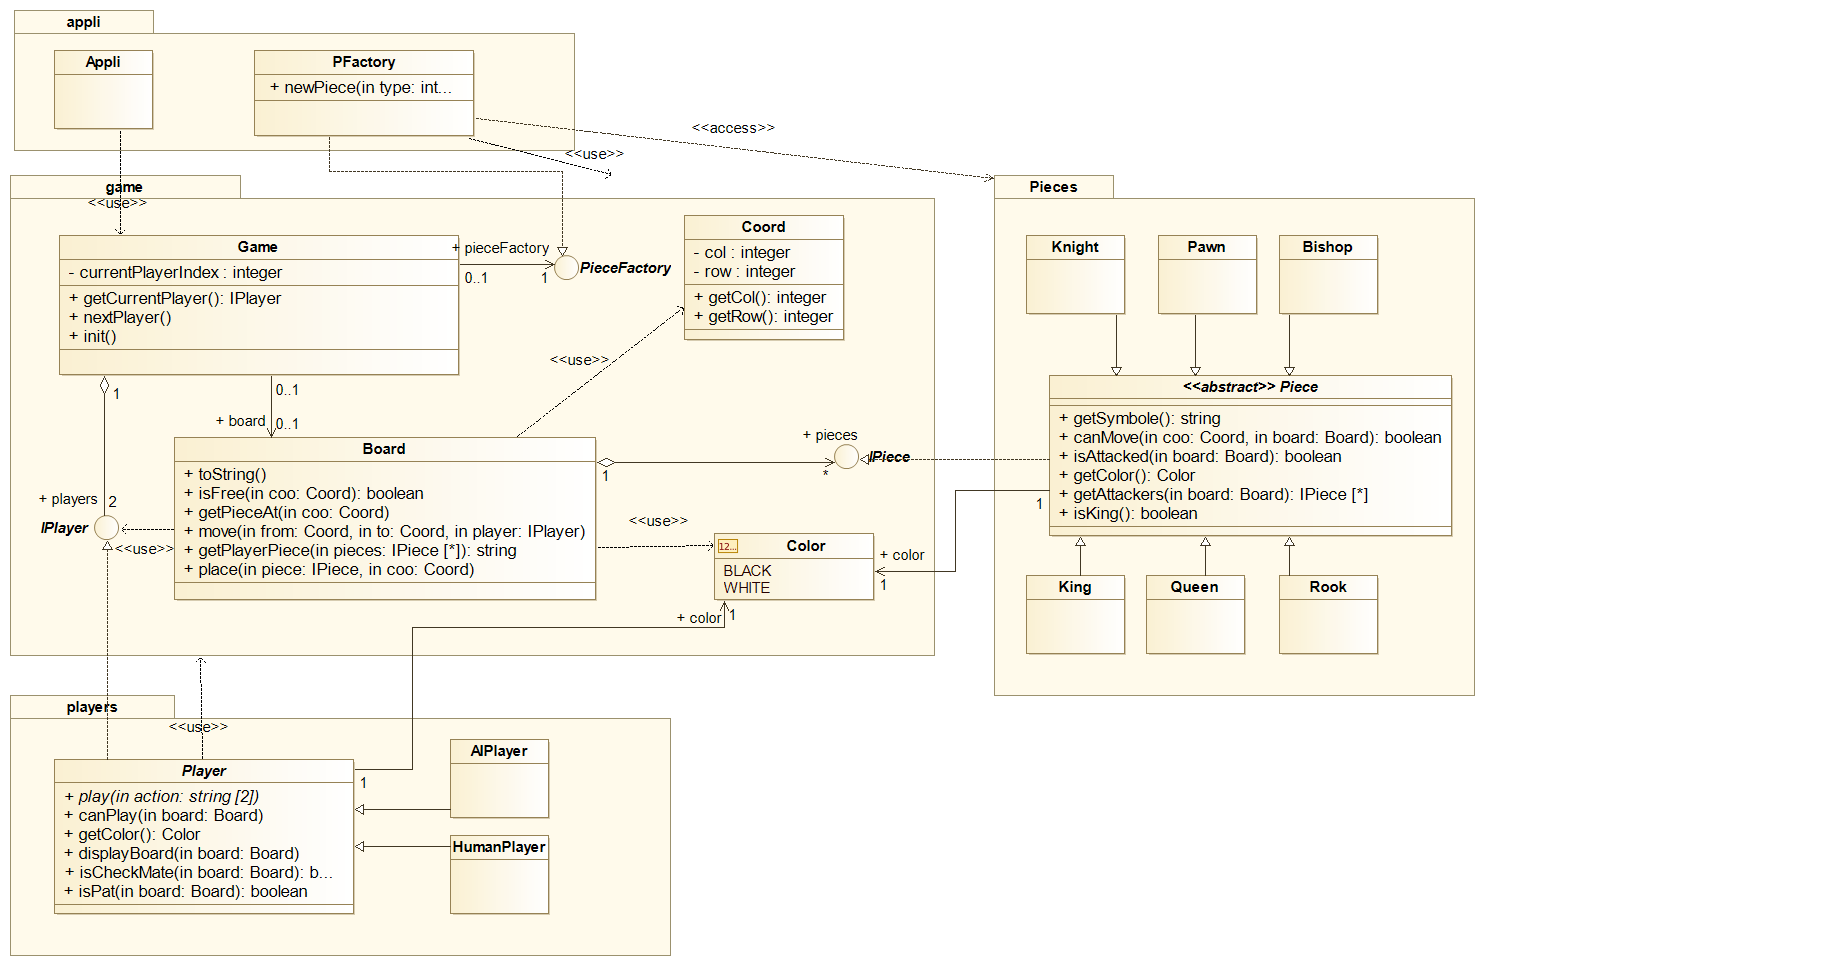 appli
Appli
PFactory
+ newPiece(in type: int...
<<access>>
<<use>>
game
<<use>>
Game
- currentPlayerIndex : integer
+ getCurrentPlayer(): IPlayer
+ nextPlayer()
+ init()
+ pieceFactory
0..1
1
PieceFactory
Coord
- col : integer
- row : integer
+ getCol(): integer
+ getRow(): integer
<<use>>
1
0..1
+ board
0..1
Board
+ toString()
+ isFree(in coo: Coord): boolean
+ getPieceAt(in coo: Coord)
+ move(in from: Coord, in to: Coord, in player: IPlayer)
+ getPlayerPiece(in pieces: IPiece [*]): string
+ place(in piece: IPiece, in coo: Coord)
+ pieces
1
*
IPiece
+ players
2
IPlayer
<<use>>
<<use>>
12...
Color
BLACK
WHITE
+ color
1
+ color
1
Pieces
Knight
Pawn
Bishop
<<abstract>> Piece
+ getSymbole(): string
+ canMove(in coo: Coord, in board: Board): boolean
+ isAttacked(in board: Board): boolean
+ getColor(): Color
+ getAttackers(in board: Board): IPiece [*]
+ isKing(): boolean
1
King
Queen
Rook
players
<<use>>
Player
+ play(in action: string [2])
+ canPlay(in board: Board)
+ getColor(): Color
+ displayBoard(in board: Board)
+ isCheckMate(in board: Board): b...
+ isPat(in board: Board): boolean
1
AIPlayer
HumanPlayer